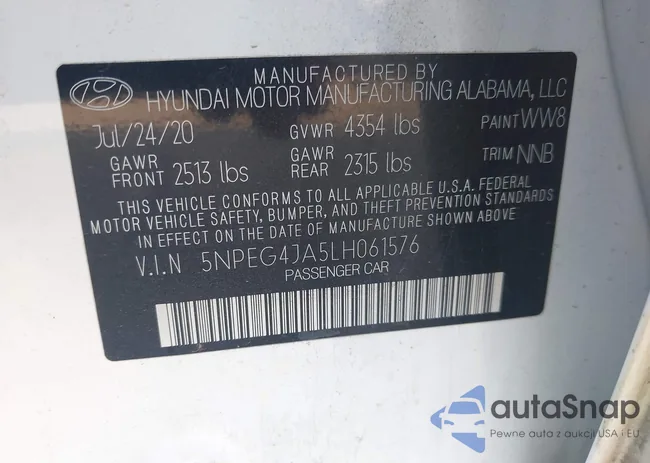 MANUFACTURED BY
HYUNDAI MOTOR MANUFACTURING ALABAMA, LLC
Jul/24/20 GVWR 4354 lbs PAINT WW8
GAWR FRONT 2513 lbs GAWR REAR 2315 lbs TRIM NNB
THIS VEHICLE CONFORMS TO ALL APPLICABLE U.S.A. FEDERAL
MOTOR VEHICLE SAFETY, BUMPER, AND THEFT PREVENTION STANDARDS
IN EFFECT ON THE DATE OF MANUFACTURE SHOWN ABOVE
V.I.N 5NPEG4JA5LH061576
PASSENGER CAR
autaSnap
Pewne auta z aukcji USA i EU